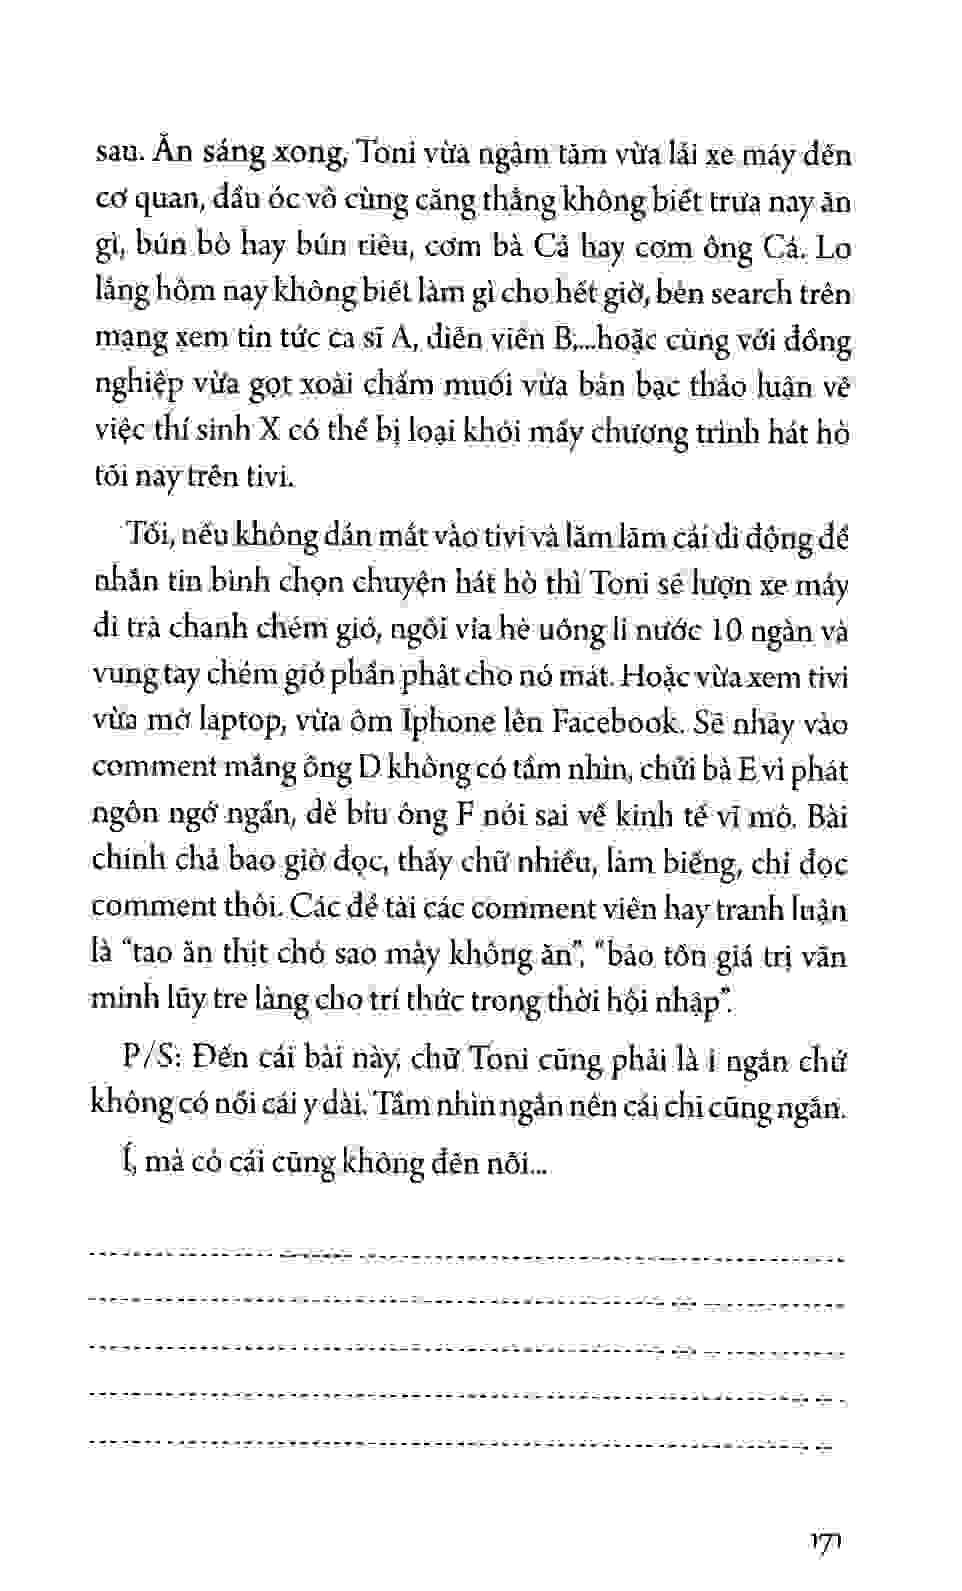 sau. Ăn sáng xong, Toni vừa ngậm tăm vừa lái xe máy đến
cơ quan, đầu óc vô cùng căng thẳng không biết trưa nay ăn
gì, bún bò hay bún riêu, cơm bà Cả hay cơm ông Cá. Lo
lắng hôm nay không biết làm gì cho hết giờ, bèn search trên
mạng xem tin tức ca sĩ A, diễn viên B,...hoặc cùng với đồng
nghiệp vừa gọt xoài chấm muối vừa bàn bạc thảo luận về
việc thí sinh X có thể bị loại khỏi mấy chương trình hát hò
tối nay trên tivi.
Tối, nếu không dán mắt vào tivi và lăm lăm cái di động để
nhắn tin bình chọn chuyện hát hò thì Toni sẽ lượn xe máy
đi trà chanh chém gió, ngồi vỉa hè uống li nước 10 ngàn và
vung tay chém gió phần phật cho nó mát. Hoặc vừa xem tivi
vừa mở laptop, vừa ôm Iphone lên Facebook. Sẽ nhảy vào
comment mắng ông D không có tầm nhìn, chửi bà E vì phát
ngôn ngớ ngẩn, dè bỉu ông F nói sai về kinh tế vĩ mô. Bài
chính chả bao giờ đọc, thấy chữ nhiều, làm biếng, chỉ đọc
comment thôi. Các đề tài các comment viên hay tranh luận
là “tao ăn thịt chó sao mày không ăn”, “bảo tồn giá trị văn
minh lũy tre làng cho trí thức trong thời hội nhập”.
P/S: Đến cái bài này, chữ Toni cũng phải là i ngắn chứ
không có nổi cái y dài. Tầm nhìn ngắn nên cái chi cũng ngắn.
Í, mà có cái cũng không đến nỗi...
171